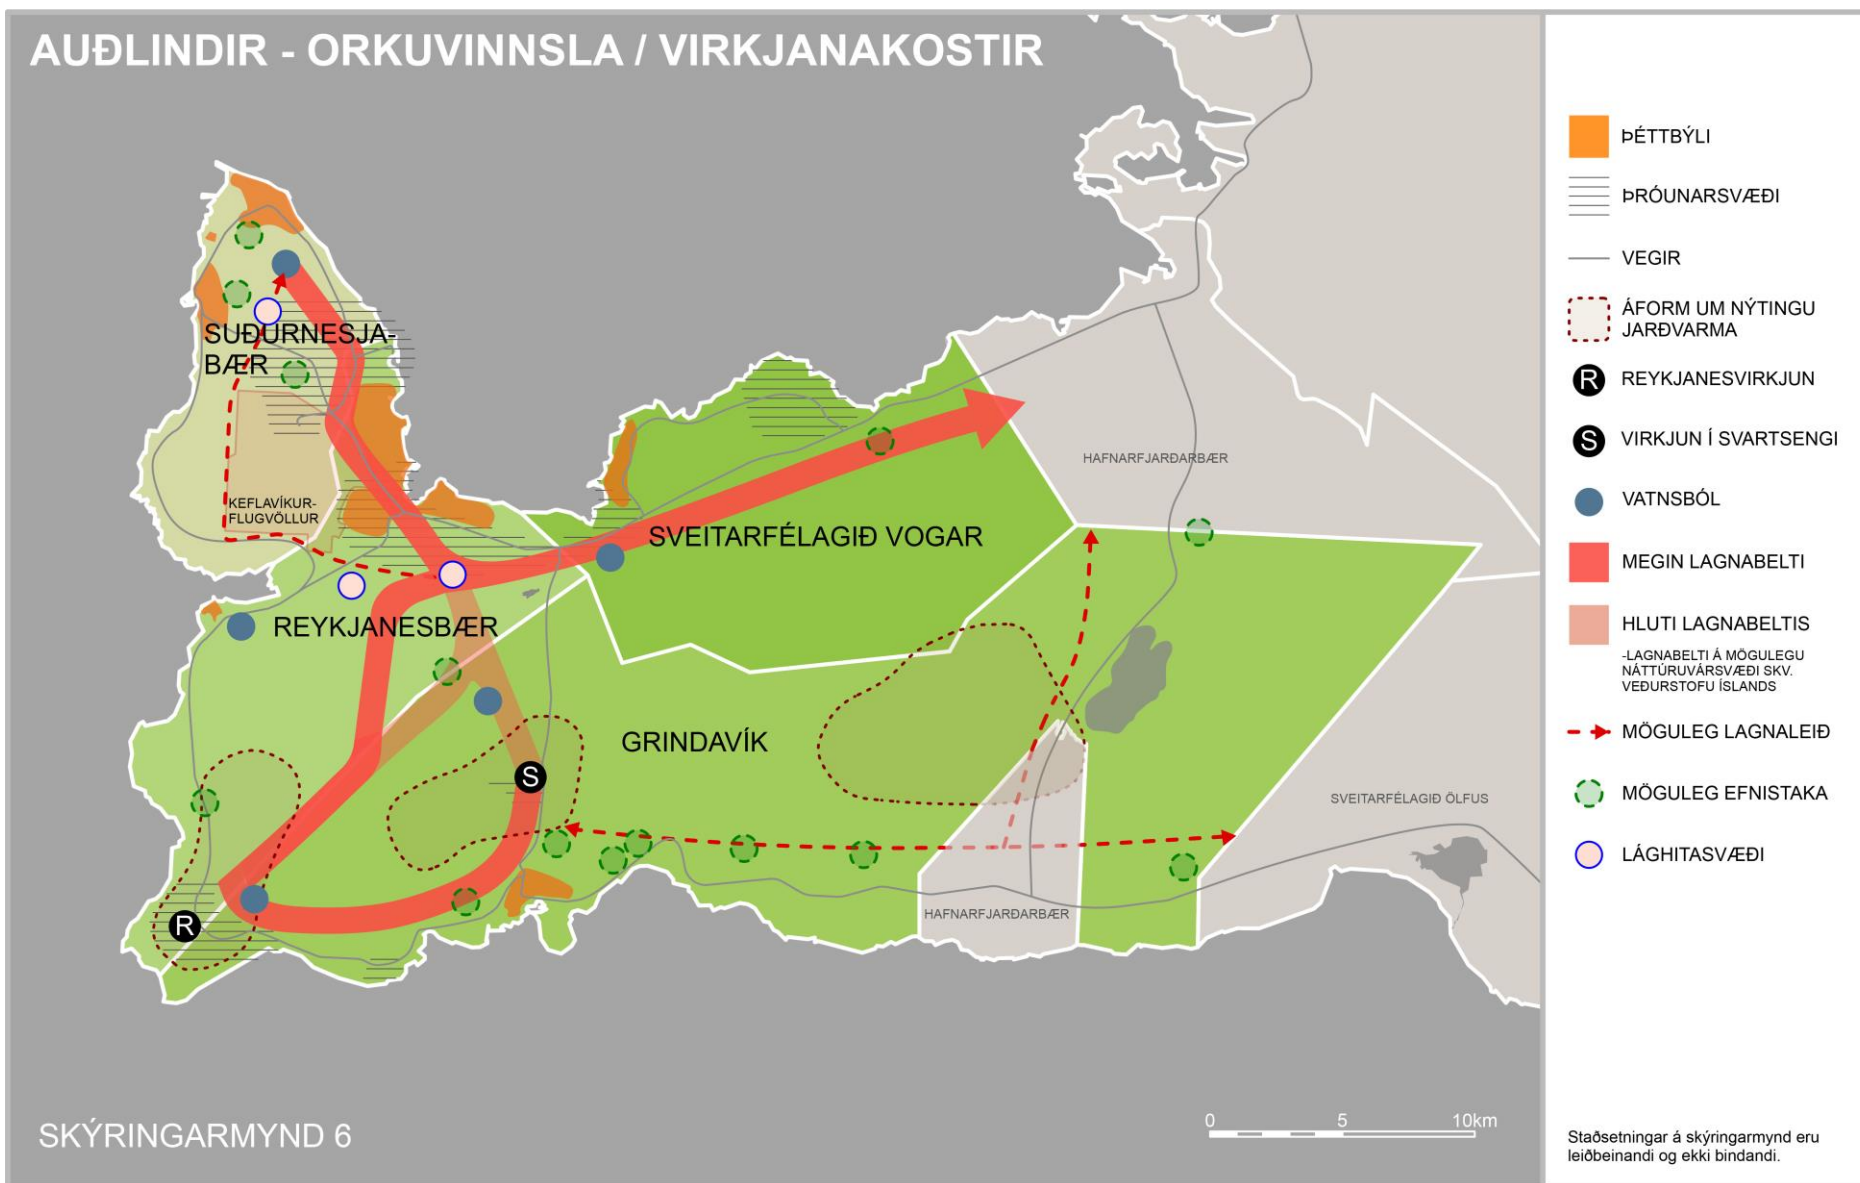 AUÐLINDIR - ORKUVINNSLA / VIRKJANAKOSTIR
SUÐURNESJA-
BÆR
KEFLAVÍKUR-
FLUGVÖLLUR
REYKJANESBÆR
SVEITARFÉLAGIÐ VOGAR
GRINDAVÍK
HAFNARFJARÐARBÆR
HAFNARFJARÐARBÆR
SVEITARFÉLAGIÐ ÖLFUS
S
R
SKÝRINGARMYND 6
0 5 10km
ÞÉTTBÝLI
ÞRÓUNARSVÆÐI
VEGIR
ÁFORM UM NÝTINGU
JARÐVARMA
R REYKJANESVIRKJUN
S VIRKJUN Í SVARTSENGI
VATNSBÓL
MEGIN LAGNABELTI
HLUTI LAGNABELTIS
-LAGNABELTI Á MÖGULEGU
NÁTTÚRUVÁRSVÆÐI SKV.
VEÐURSTOFU ÍSLANDS
MÖGULEG LAGNALEIÐ
MÖGULEG EFNISTAKA
LÁGHITASVÆÐI
Staðsetningar á skýringarmynd eru
leiðbeinandi og ekki bindandi.